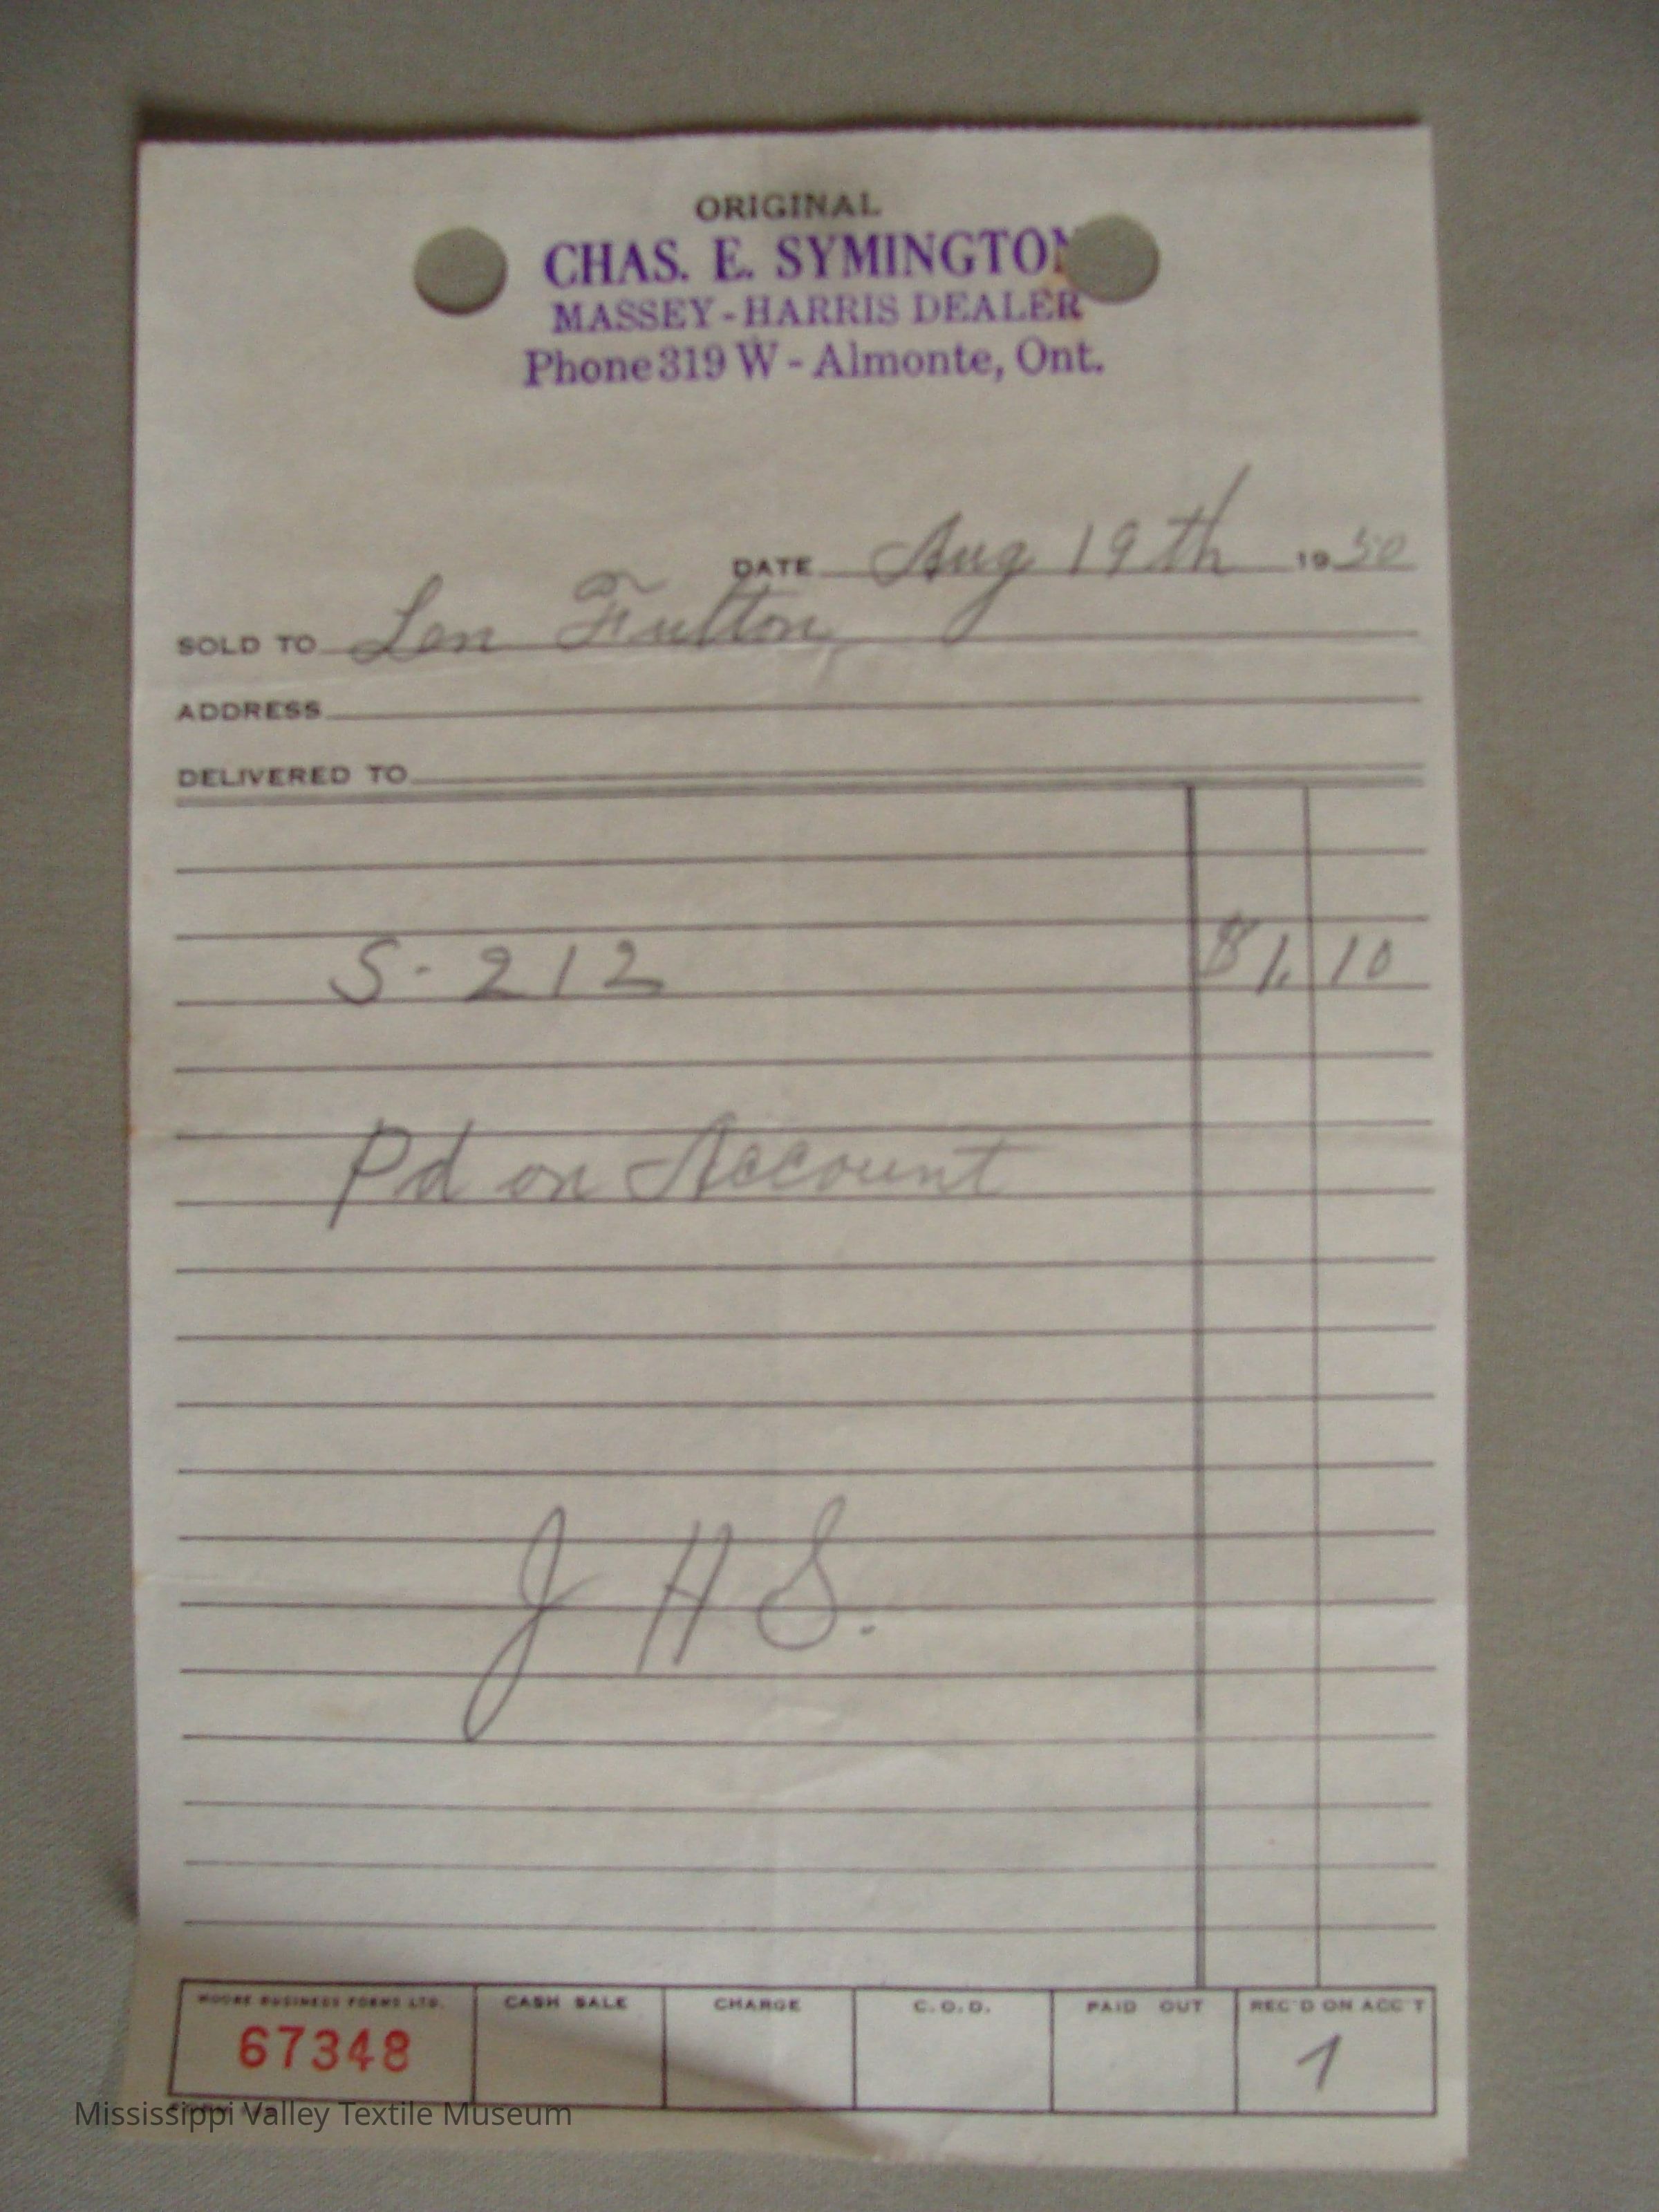 ORIGINAL
CHAS. E. SYMINGTON
MASSEY-HARRIS DEALER
Phone 319 W - Almonte, Ont.
DATE Aug 19th 1950
SOLD TO Len Fulton
ADDRESS
DELIVERED TO
S-212 $1.10
Pd on Account
J H S.
MOORE BUSINESS FORMS LTD. CASH SALE CHARGE C.O.D. PAID OUT REC'D ON ACC'T
67348 1
Mississippi Valley Textile Museum